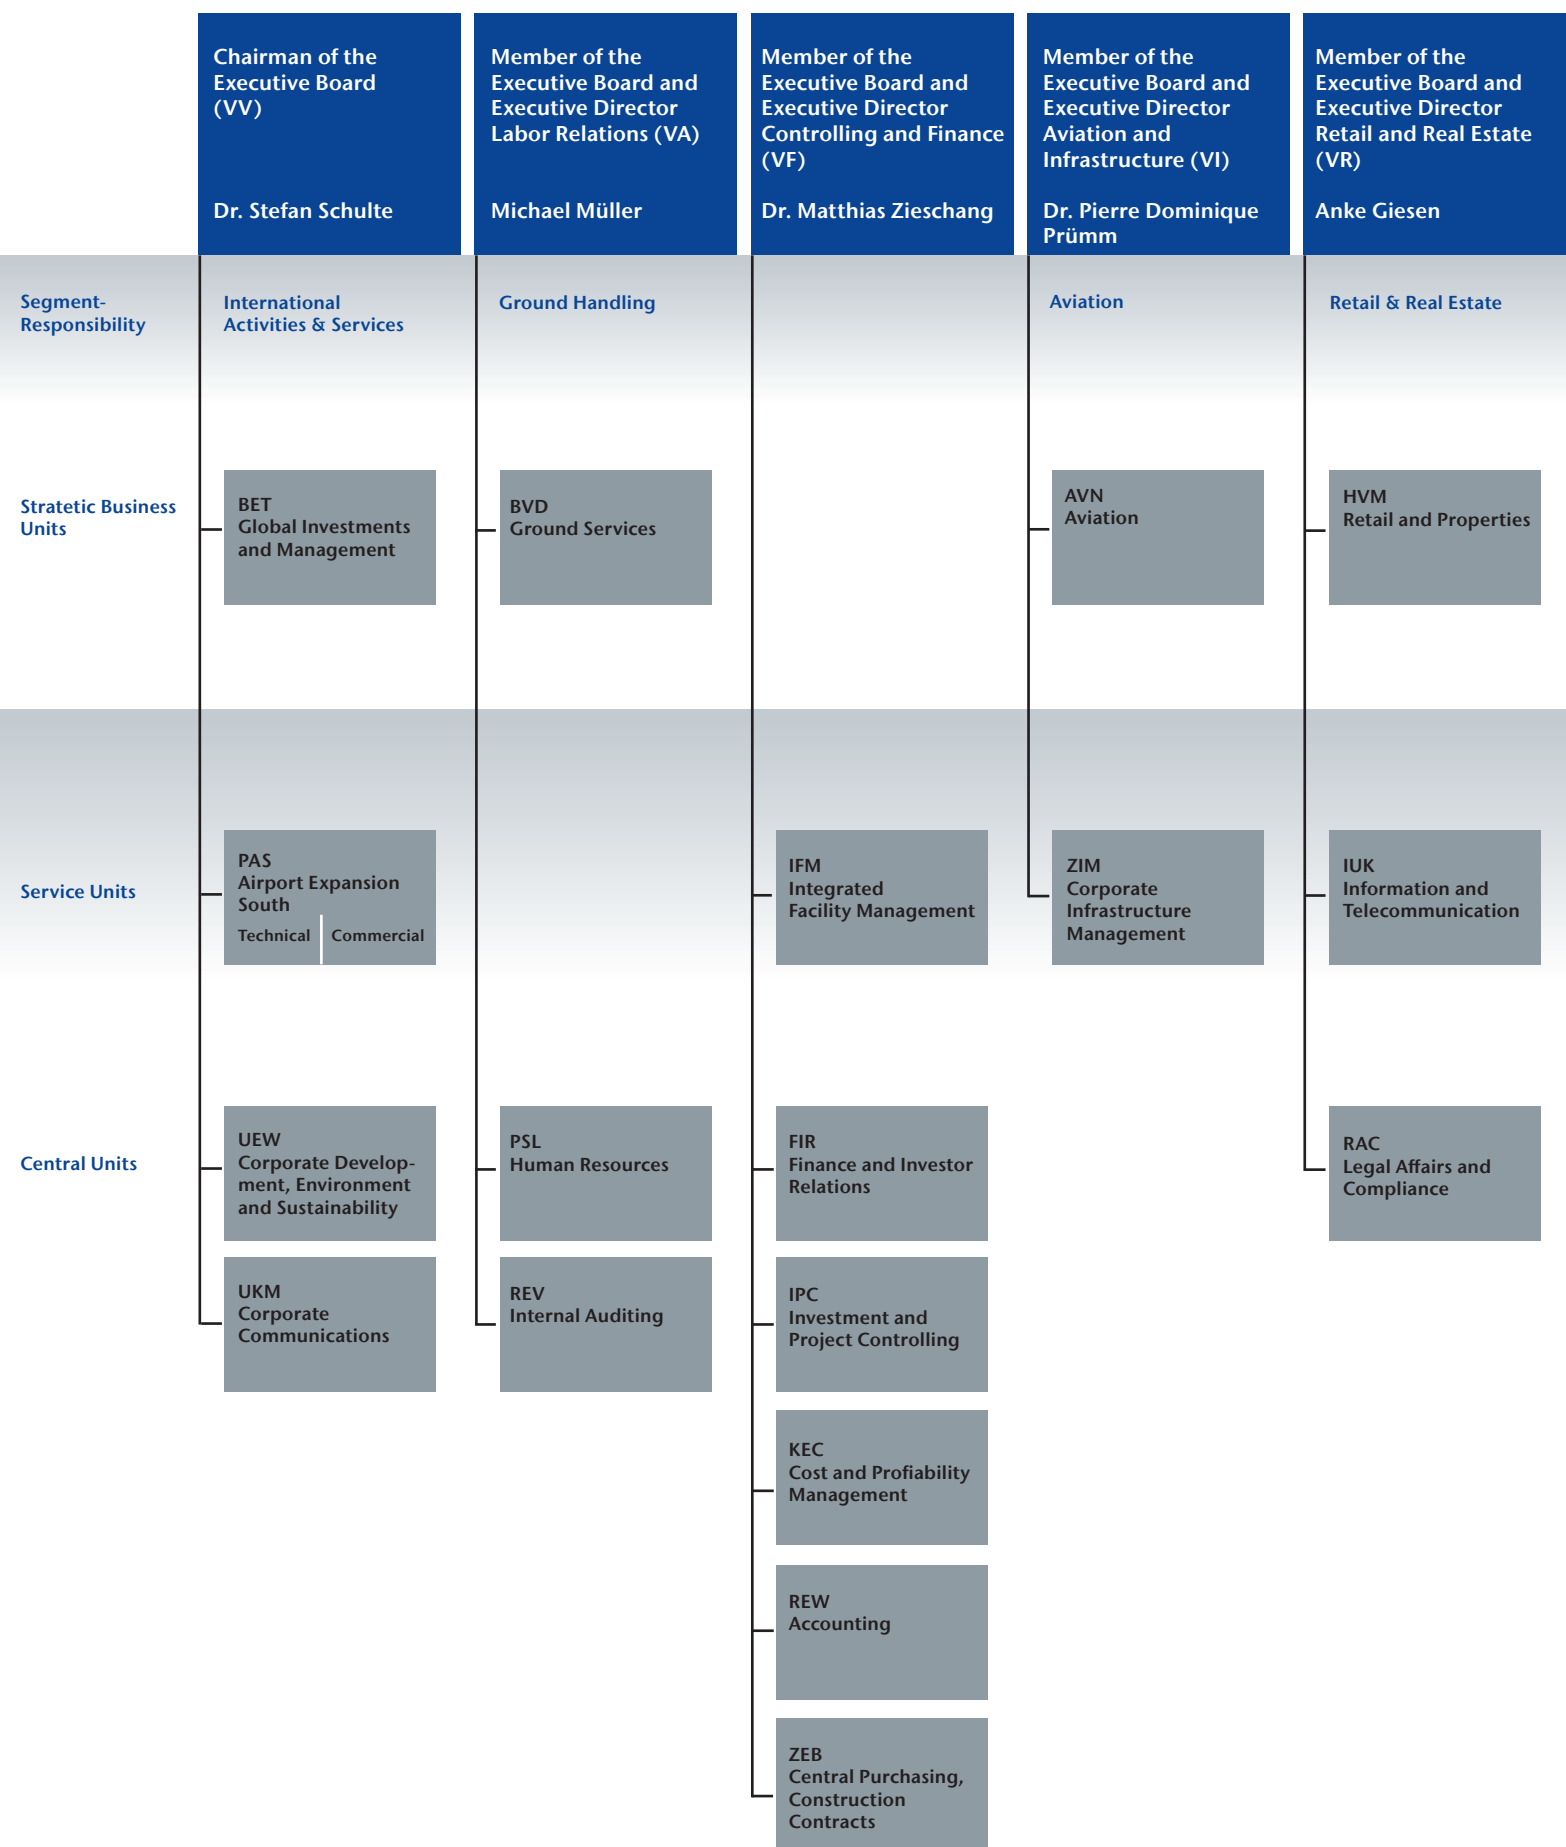 Chairman of the
Executive Board
(VV)
Dr. Stefan Schulte
Member of the
Executive Board and
Executive Director
Labor Relations (VA)
Michael Müller
Member of the
Executive Board and
Executive Director
Controlling and Finance
(VF)
Dr. Matthias Zieschang
Member of the
Executive Board and
Executive Director
Aviation and
Infrastructure (VI)
Dr. Pierre Dominique
Prümm
Member of the
Executive Board and
Executive Director
Retail and Real Estate
(VR)
Anke Giesen
Segment-
Responsibility
International
Activities & Services
Ground Handling
Aviation
Retail & Real Estate
Stratetic Business
Units
BET
Global Investments
and Management
BVD
Ground Services
AVN
Aviation
HVM
Retail and Properties
Service Units
PAS
Airport Expansion
South
Technical
Commercial
IFM
Integrated
Facility Management
ZIM
Corporate
Infrastructure
Management
IUK
Information and
Telecommunication
Central Units
UEW
Corporate Develop-
ment, Environment
and Sustainability
PSL
Human Resources
FIR
Finance and Investor
Relations
RAC
Legal Affairs and
Compliance
UKM
Corporate
Communications
REV
Internal Auditing
IPC
Investment and
Project Controlling
KEC
Cost and Profiability
Management
REW
Accounting
ZEB
Central Purchasing,
Construction
Contracts